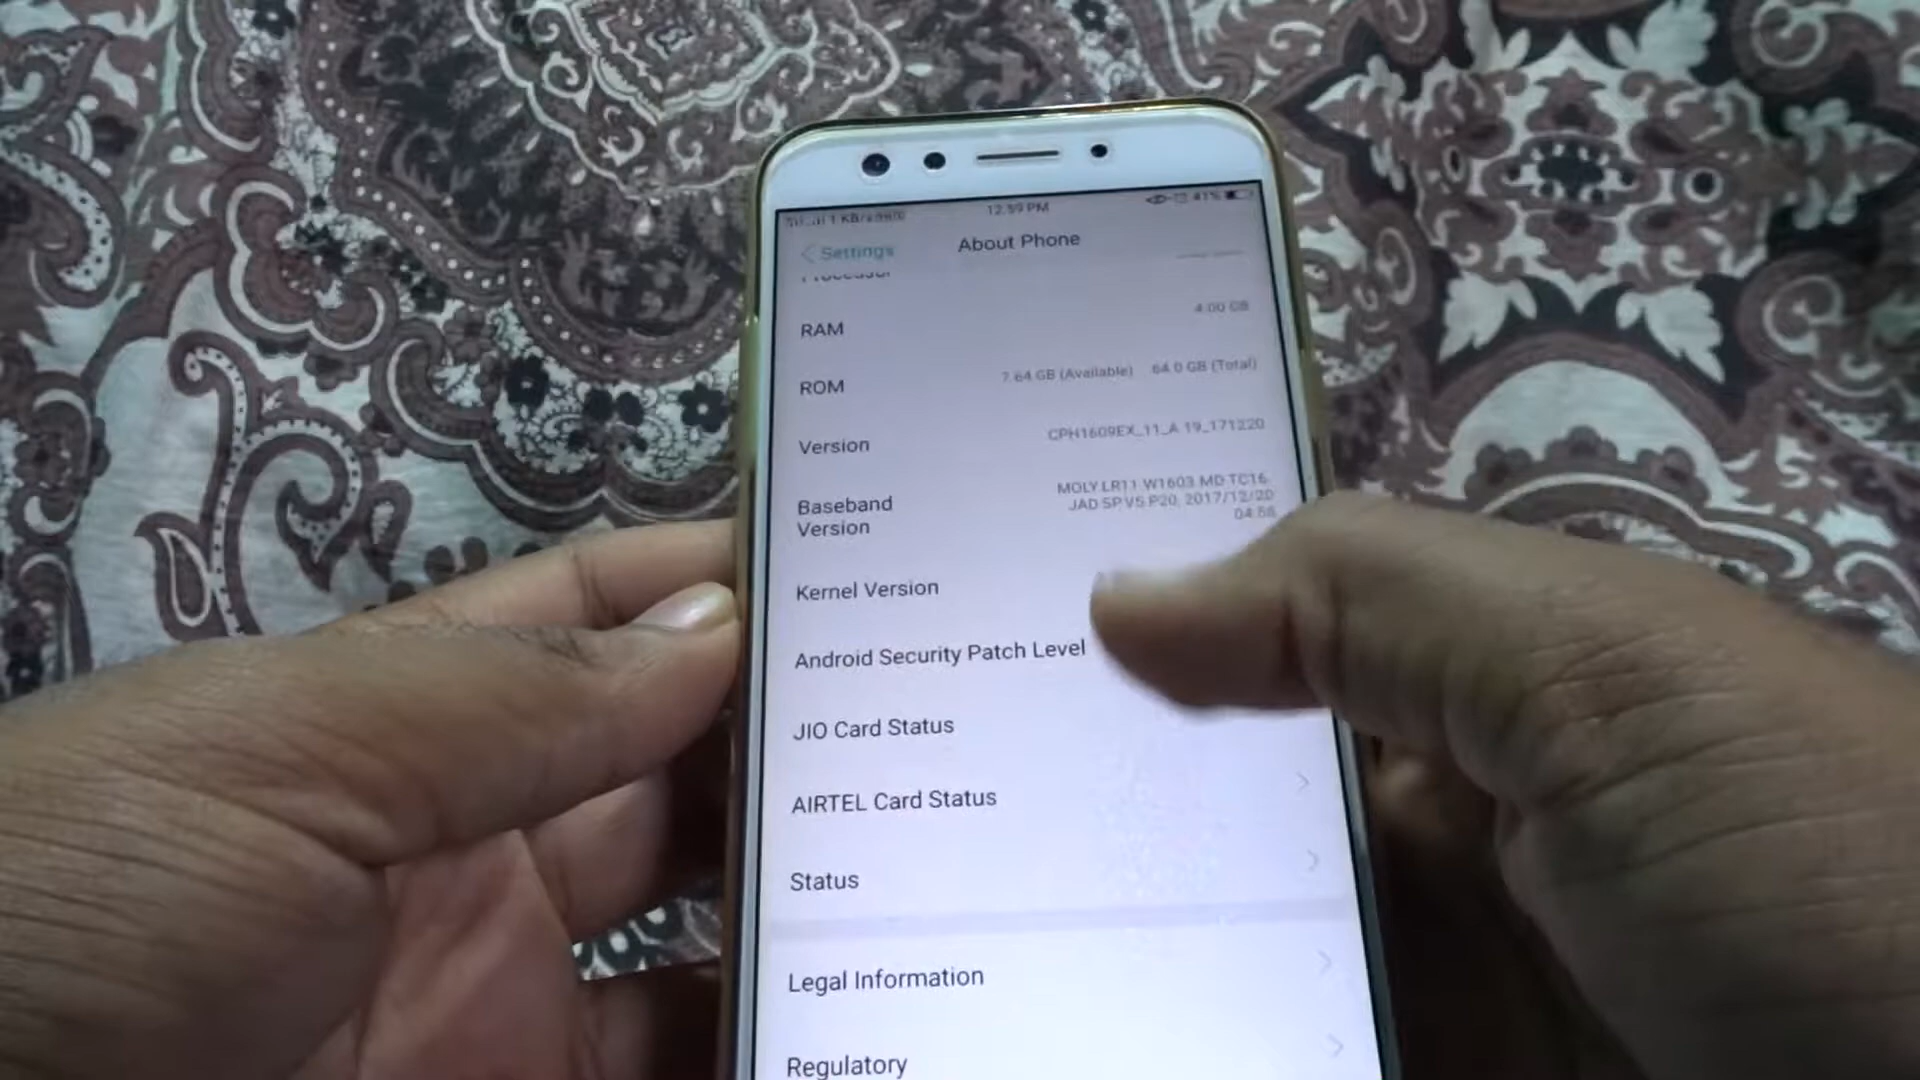 1 KB/s
12:59 PM
41%
Settings
About Phone
Processor
RAM
4.00 GB
ROM
7.64 GB (Available) 64.0 GB (Total)
Version
CPH1609EX_11_A.19_171220
Baseband
Version
MOLY.LR11.W1603.MD.TC16.
JAD.SP.V5.P20, 2017/12/20
Kernel Version
Android Security Patch Level
JIO Card Status
AIRTEL Card Status
Status
Legal Information
Regulatory